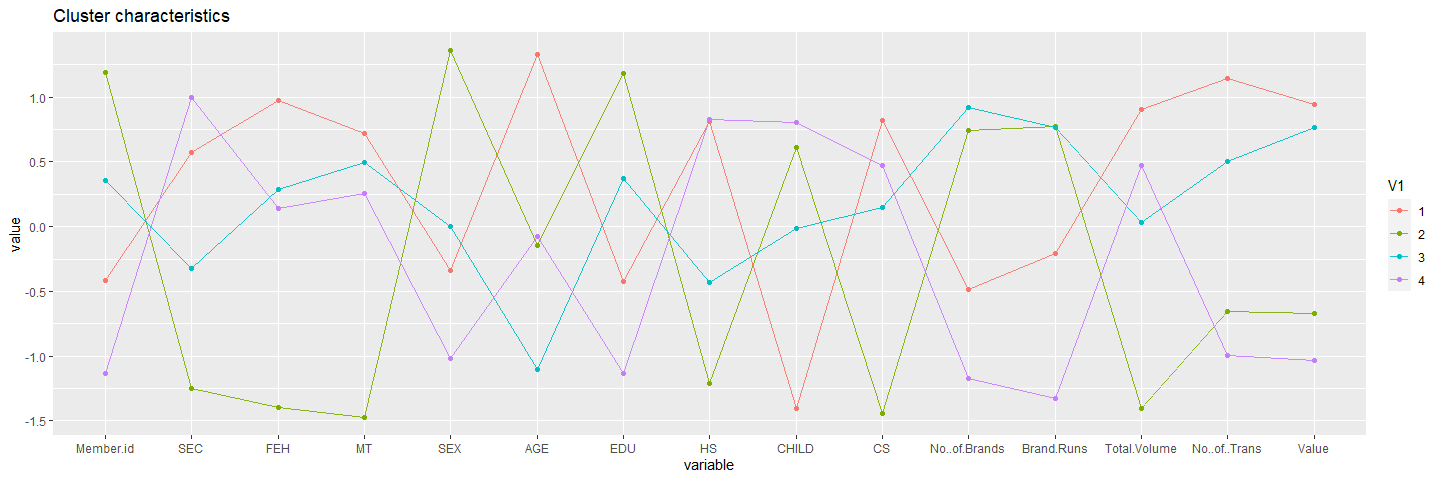 Cluster characteristics
value
1.0
0.5
0.0
-0.5
-1.0
-1.5
Member.id SEC FEH MT SEX AGE EDU HS CHILD CS No..of.Brands Brand.Runs Total.Volume No..of..Trans Value
variable
V1
1
2
3
4